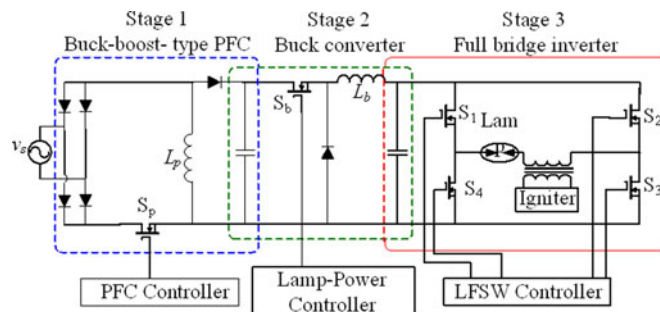 Stage 1
Buck-boost- type PFC
Stage 2
Buck converter
Stage 3
Full bridge inverter
vs
Lp
Sp
Sb
Lb
S1
Lam
P
S2
S4
S3
Igniter
PFC Controller
Lamp-Power
Controller
LFSW Controller